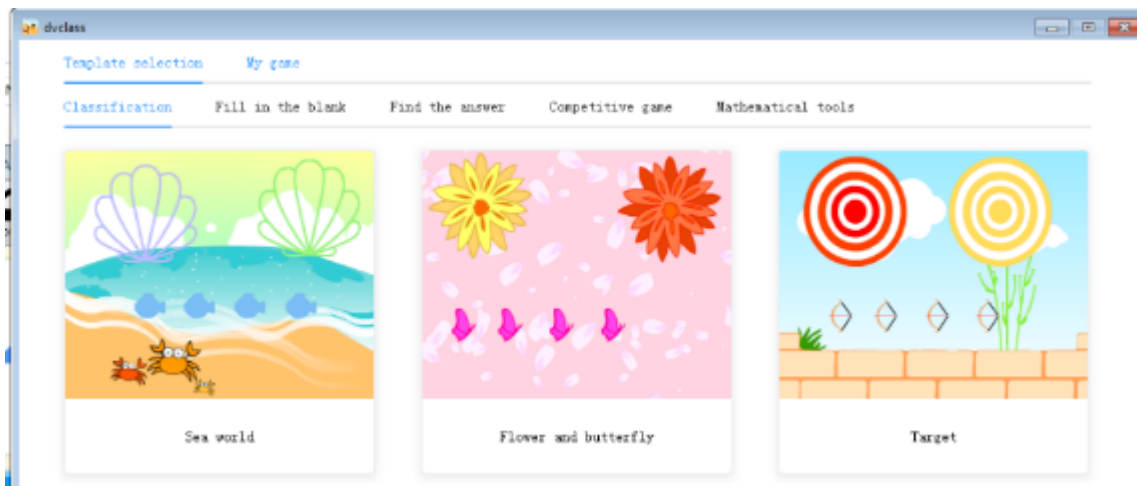 dvclass
Template selection My game
Classification Fill in the blank Find the answer Competitive game Mathematical tools
Sea world Flower and butterfly Target